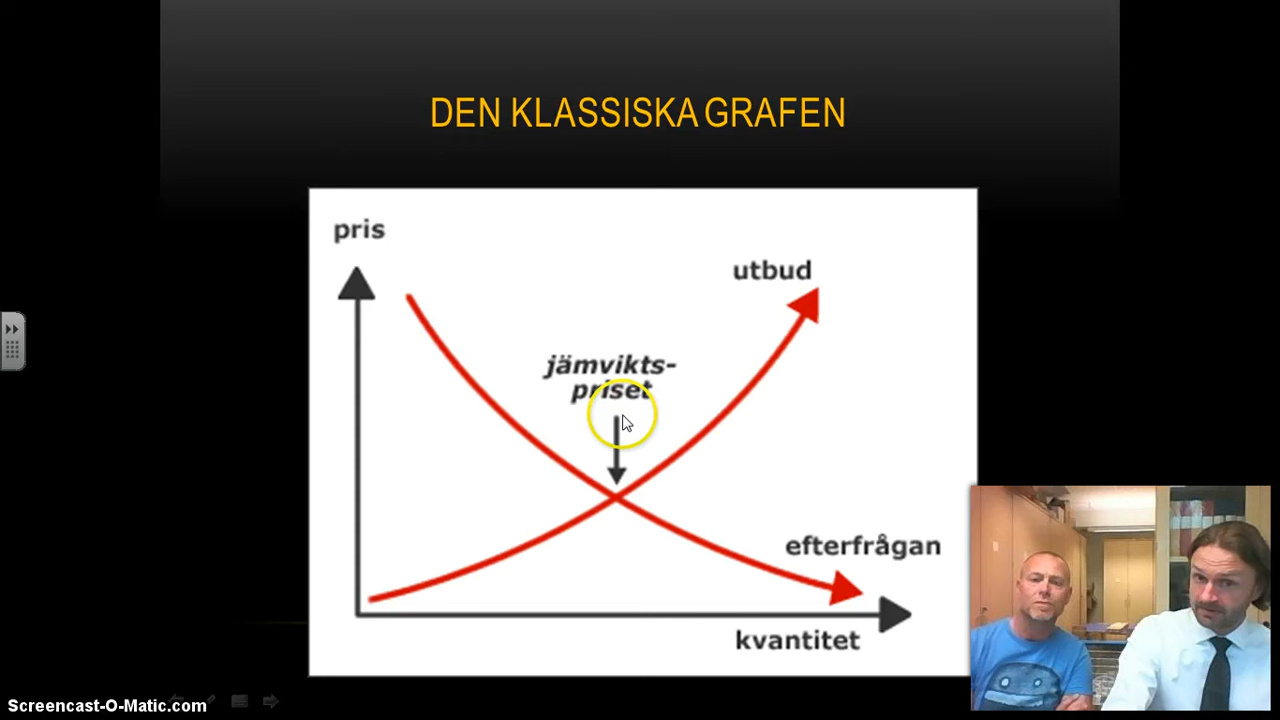 DEN KLASSISKA GRAFEN
pris
utbud
jämvikts-
priset
efterfrågan
kvantitet
Screencast-O-Matic.com